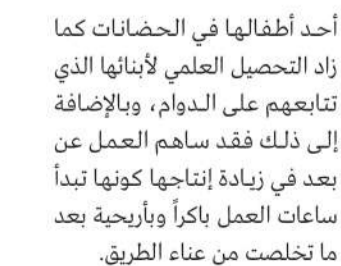 أحد أطفالها في الحضانات كما
زاد التحصيل العلمي لأبنائها الذي
تتابعهم على الدوام، وبالإضافة
إلى ذلك فقد ساهم العمل عن
بعد في زيادة إنتاجها كونها تبدأ
ساعات العمل باكراً وبأريحية بعد
ما تخلصت من عناء الطريق.